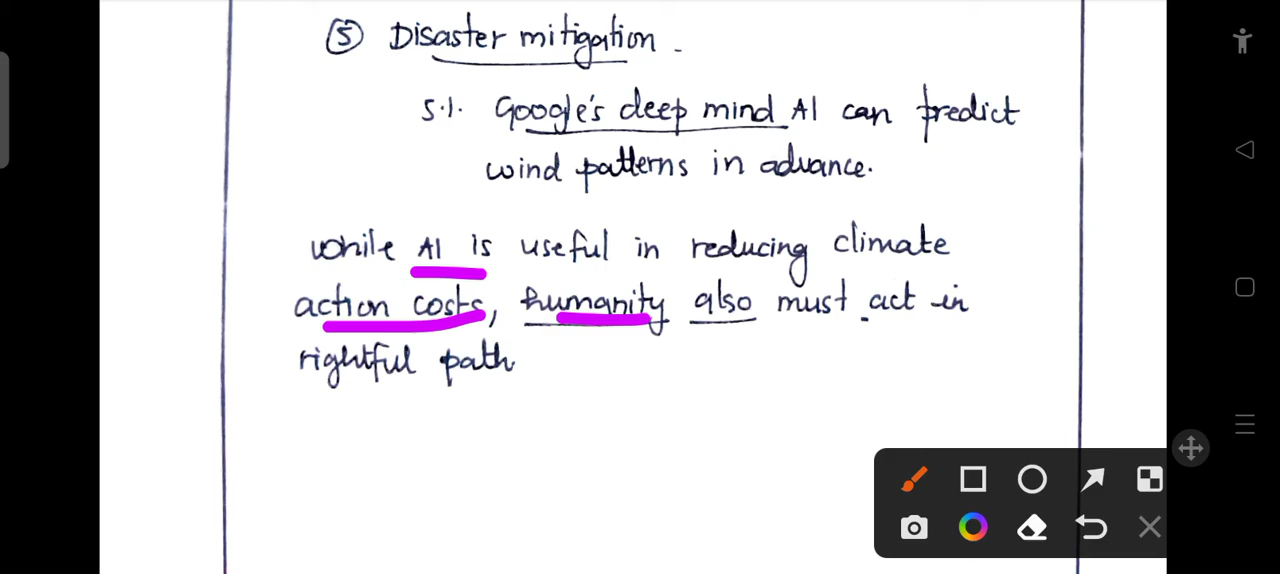 ⑤ Disaster mitigation.
5.1. Google's deep mind AI can predict
wind patterns in advance.
while AI is useful in reducing climate
action costs, humanity also must act in
rightful path.